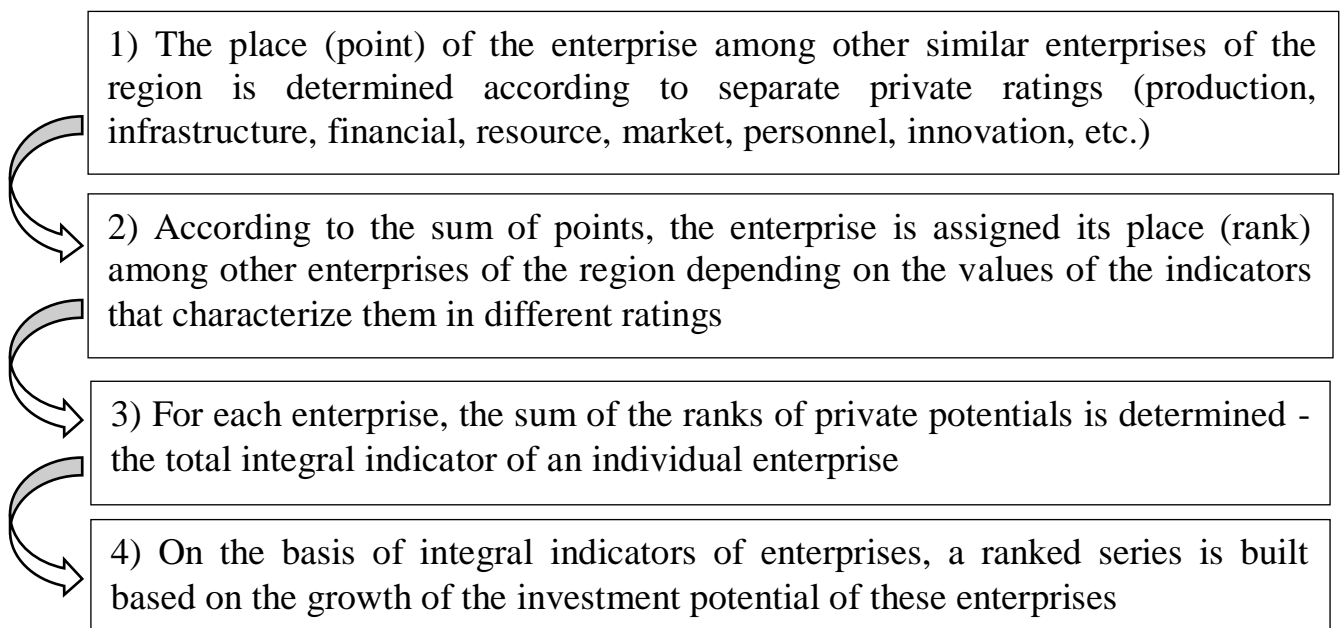 1) The place (point) of the enterprise among other similar enterprises of the
region is determined according to separate private ratings (production,
infrastructure, financial, resource, market, personnel, innovation, etc.)
2) According to the sum of points, the enterprise is assigned its place (rank)
among other enterprises of the region depending on the values of the indicators
that characterize them in different ratings
3) For each enterprise, the sum of the ranks of private potentials is determined -
the total integral indicator of an individual enterprise
4) On the basis of integral indicators of enterprises, a ranked series is built
based on the growth of the investment potential of these enterprises